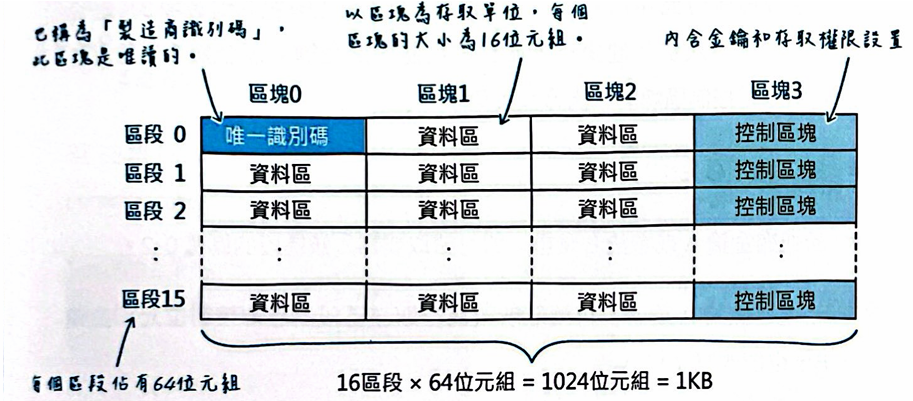 也稱為「製造商識別碼」，
此區塊是唯讀的。
以區塊為存取單位，每個
區塊的大小為16位元組。
內含金鑰和存取權限設置
區塊0 區塊1 區塊2 區塊3
區段 0 唯一識別碼 資料區 資料區 控制區塊
區段 1 資料區 資料區 資料區 控制區塊
區段 2 資料區 資料區 資料區 控制區塊
: : :
區段15 資料區 資料區 資料區 控制區塊
每個區段佔有64位元組
16區段 × 64位元組 = 1024位元組 = 1KB